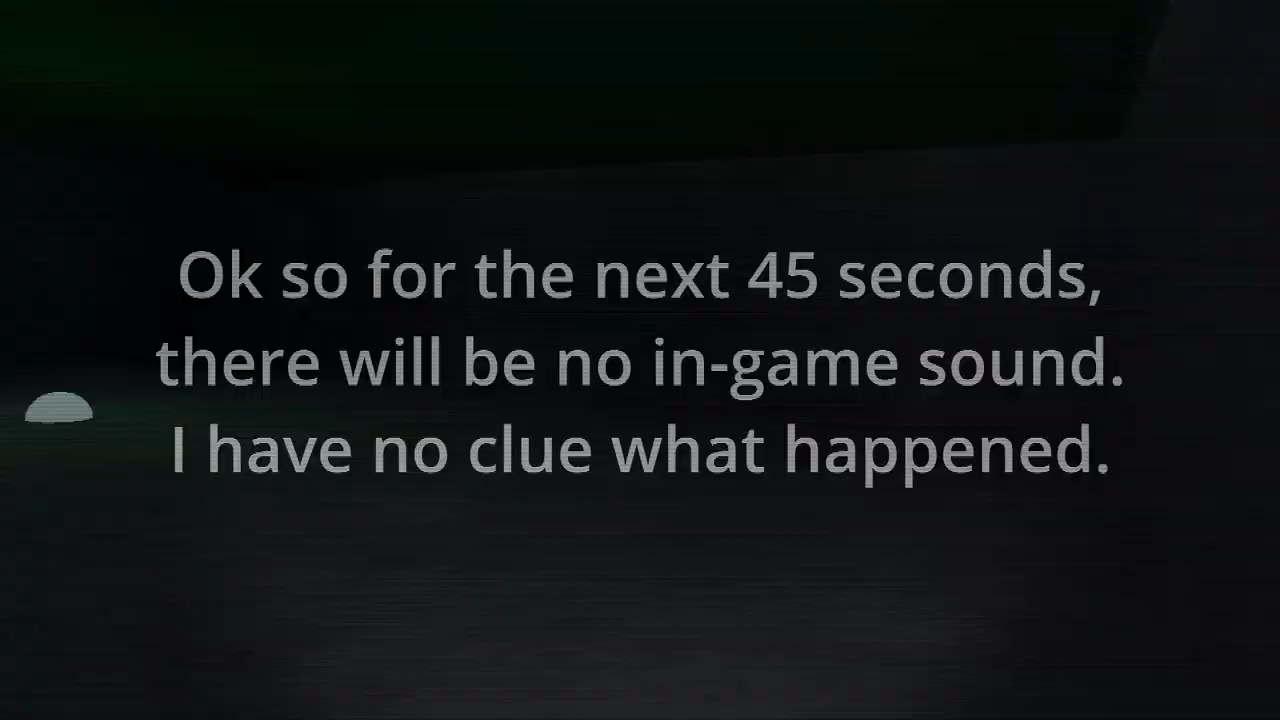 Ok so for the next 45 seconds,
there will be no in-game sound.
I have no clue what happened.